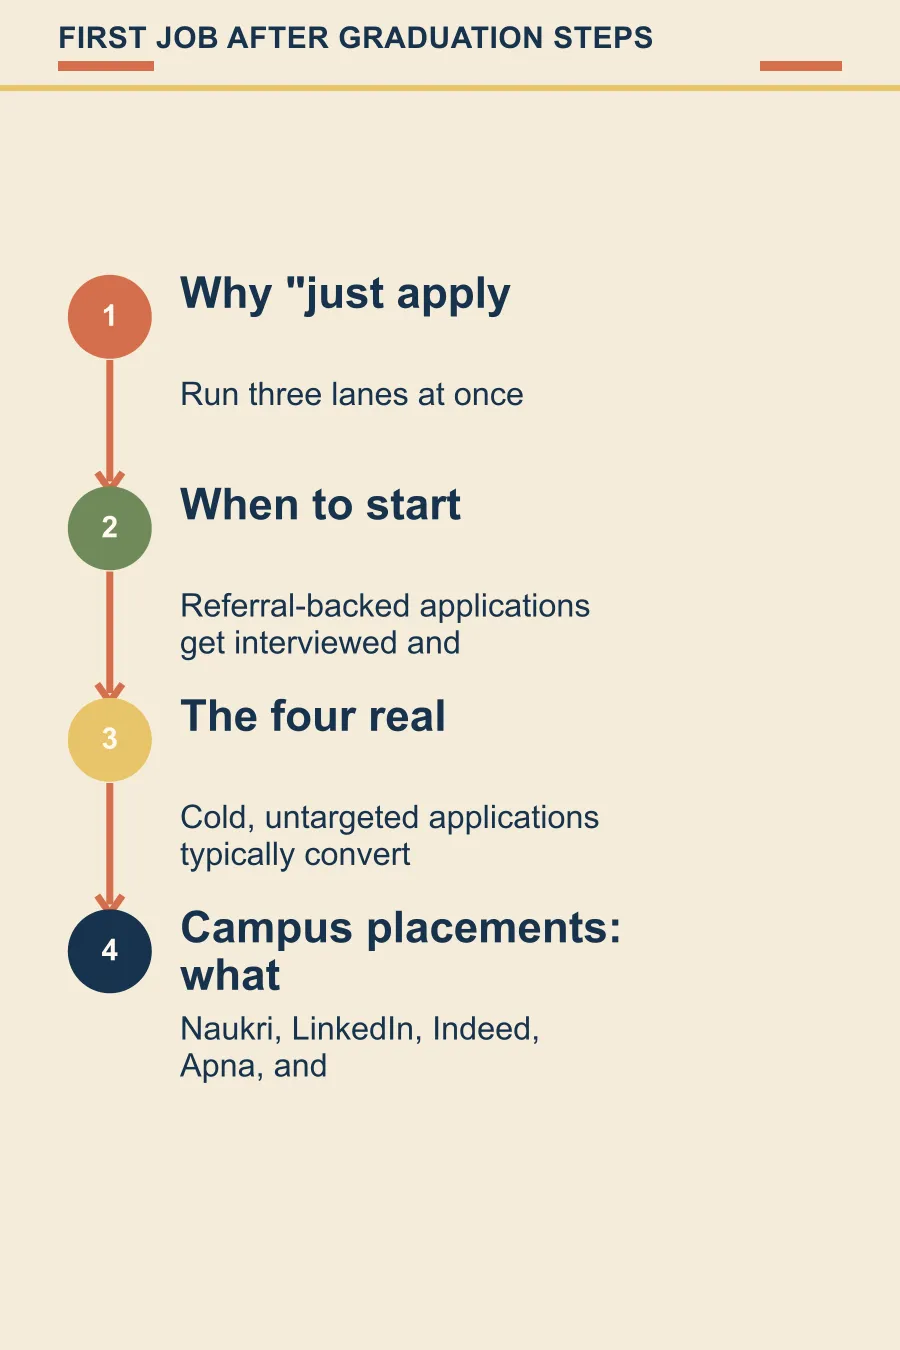 FIRST JOB AFTER GRADUATION STEPS
1
Why "just apply
Run three lanes at once
2
When to start
Referral-backed applications
get interviewed and
3
The four real
Cold, untargeted applications
typically convert
4
Campus placements:
what
Naukri, LinkedIn, Indeed,
Apna, and